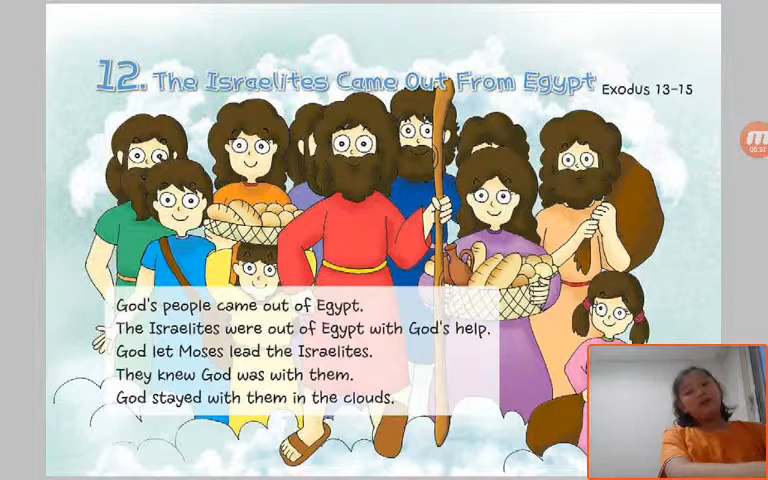 12. The Israelites Came Out From Egypt Exodus 13-15
God's people came out of Egypt.
The Israelites were out of Egypt with God's help.
God let Moses lead the Israelites.
They knew God was with them.
God stayed with them in the clouds.